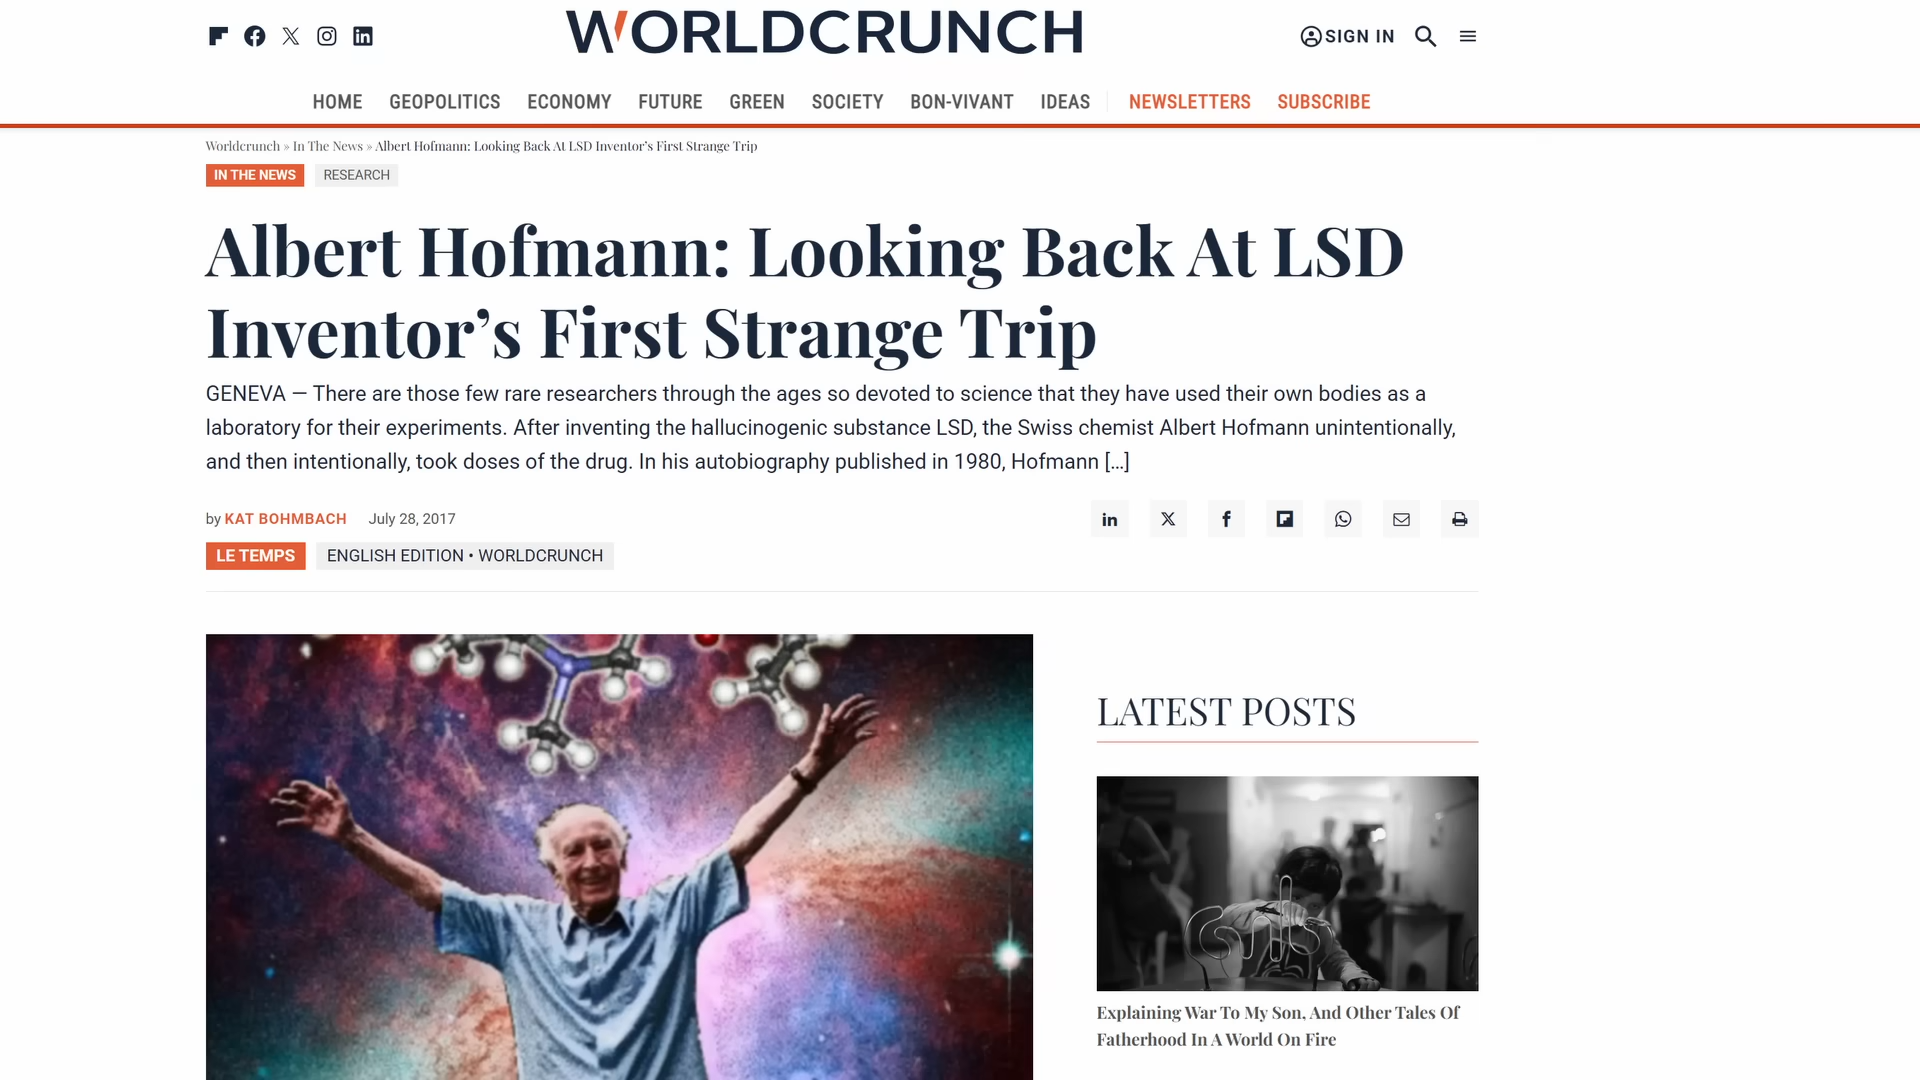 WORLDCRUNCH
SIGN IN
HOME GEOPOLITICS ECONOMY FUTURE GREEN SOCIETY BON-VIVANT IDEAS NEWSLETTERS SUBSCRIBE
Worldcrunch » In The News » Albert Hofmann: Looking Back At LSD Inventor’s First Strange Trip
IN THE NEWS RESEARCH
Albert Hofmann: Looking Back At LSD
Inventor’s First Strange Trip
GENEVA — There are those few rare researchers through the ages so devoted to science that they have used their own bodies as a
laboratory for their experiments. After inventing the hallucinogenic substance LSD, the Swiss chemist Albert Hofmann unintentionally,
and then intentionally, took doses of the drug. In his autobiography published in 1980, Hofmann […]
by KAT BOHMBACH July 28, 2017
LE TEMPS ENGLISH EDITION • WORLDCRUNCH
LATEST POSTS
Explaining War To My Son, And Other Tales Of
Fatherhood In A World On Fire